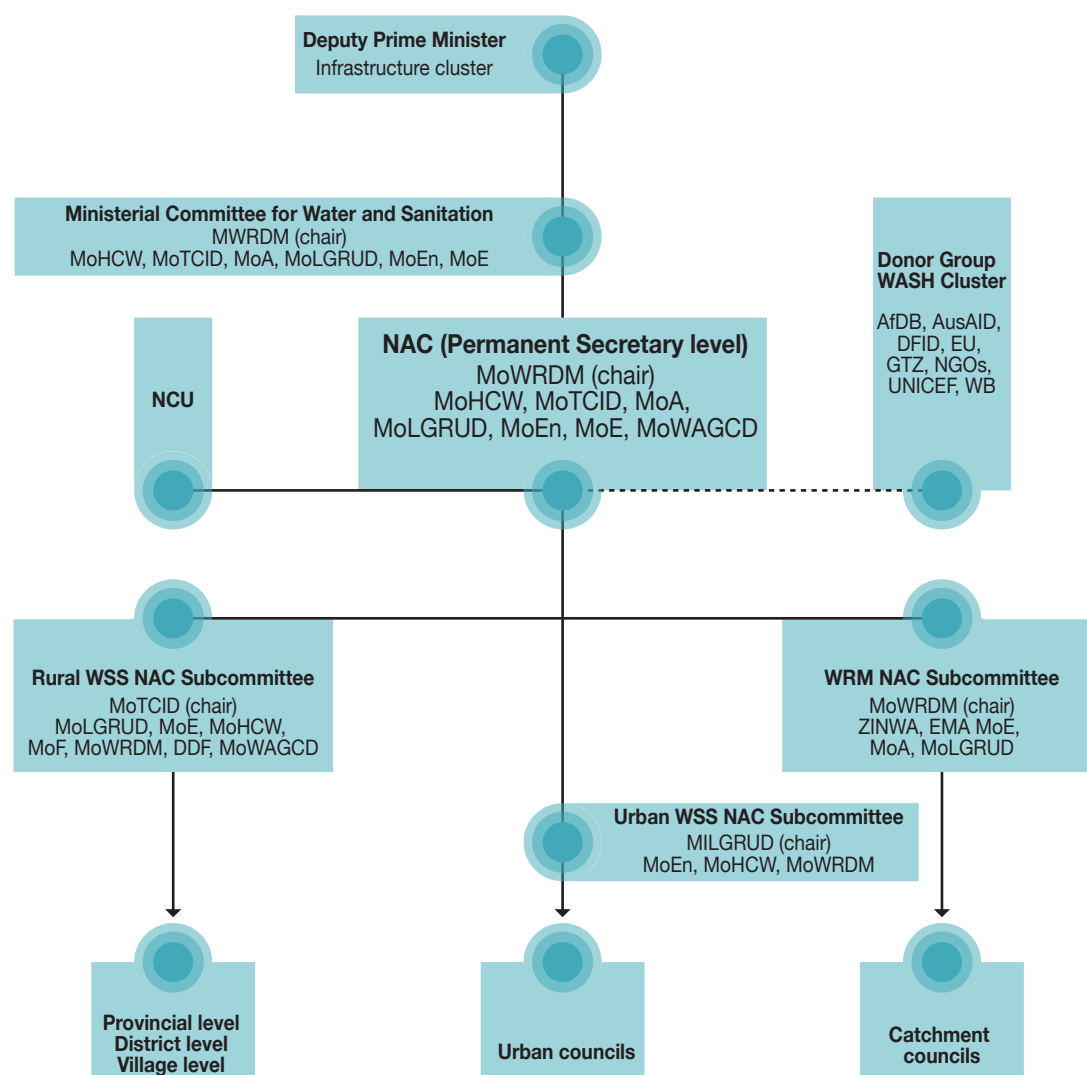 Deputy Prime Minister
Infrastructure cluster
Ministerial Committee for Water and Sanitation
MWRDM (chair)
MoHCW, MoTCID, MoA, MoLGRUD, MoEn, MoE
Donor Group
WASH Cluster
AfDB, AusAID,
DFID, EU,
GTZ, NGOs,
UNICEF, WB
NCU
NAC (Permanent Secretary level)
MoWRDM (chair)
MoHCW, MoTCID, MoA,
MoLGRUD, MoEn, MoE, MoWAGCD
Rural WSS NAC Subcommittee
MoTCID (chair)
MoLGRUD, MoE, MoHCW,
MoF, MoWRDM, DDF, MoWAGCD
WRM NAC Subcommittee
MoWRDM (chair)
ZINWA, EMA MoE,
MoA, MoLGRUD
Urban WSS NAC Subcommittee
MILGRUD (chair)
MoEn, MoHCW, MoWRDM
Provincial level
District level
Village level
Urban councils
Catchment
councils